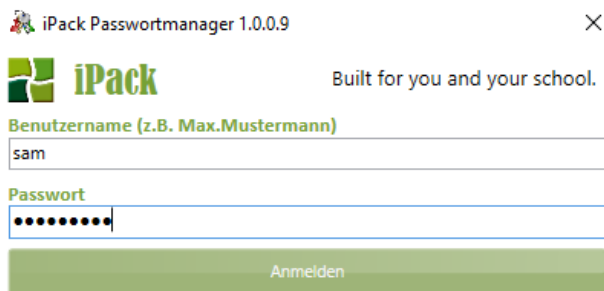 iPack Passwortmanager 1.0.0.9
iPack
Built for you and your school.
Benutzername (z.B. Max.Mustermann)
sam
Passwort
●●●●●●●●●
Anmelden